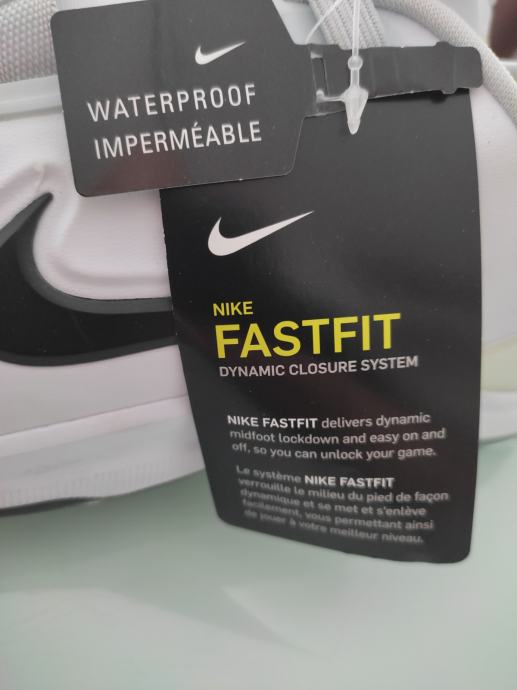 WATERPROOF
IMPERMÉABLE
NIKE
FASTFIT
DYNAMIC CLOSURE SYSTEM
NIKE FASTFIT delivers dynamic
midfoot lockdown and easy on and
off, so you can unlock your game.
Le système NIKE FASTFIT
verrouille le milieu du pied de façon
dynamique et se met et s'enlève
facilement, vous permettant ainsi
de jouer à votre meilleur niveau.